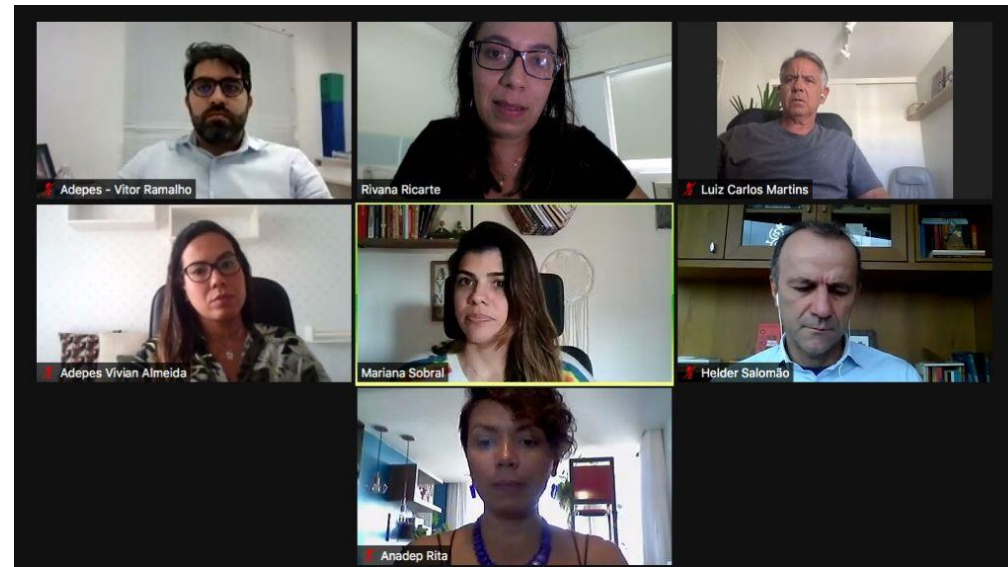 Adepes - Vitor Ramalho
Rivana Ricarte
Luiz Carlos Martins
Adepes Vivian Almeida
Mariana Sobral
Helder Salomão
Anadep Rita